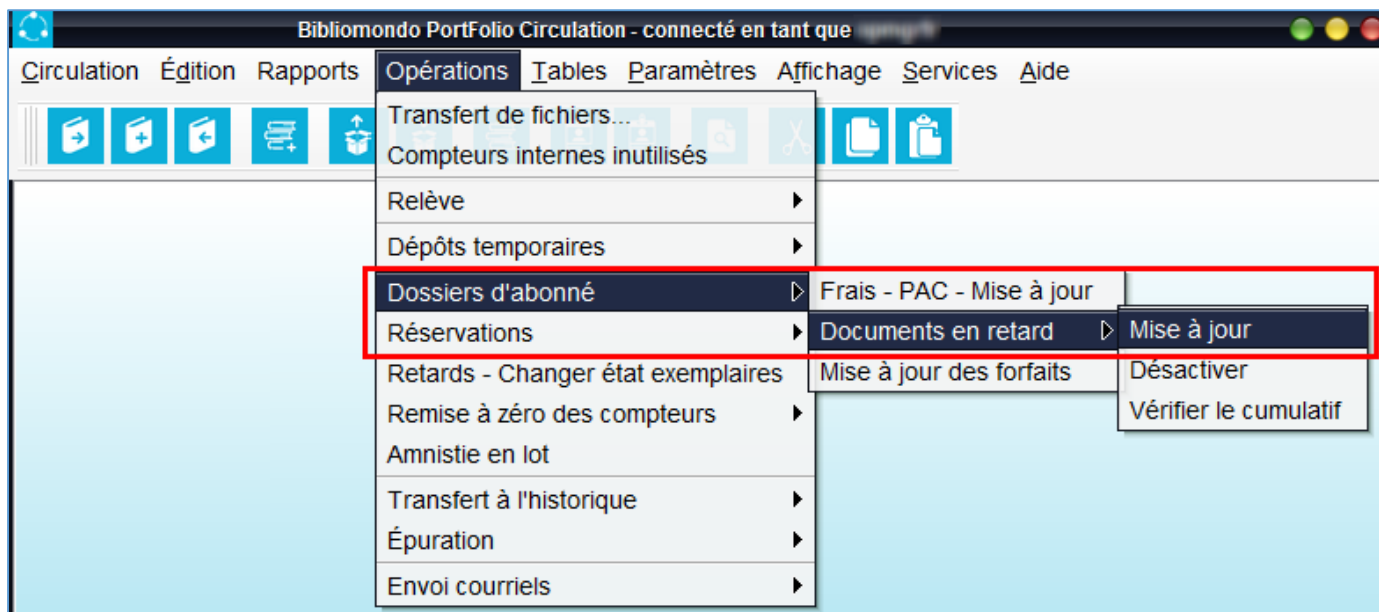 Bibliomondo PortFolio Circulation - connecté en tant que
Circulation Édition Rapports Opérations Tables Paramètres Affichage Services Aide
Transfert de fichiers...
Compteurs internes inutilisés
Relève
Dépôts temporaires
Dossiers d'abonné
Réservations
Retards - Changer état exemplaires
Remise à zéro des compteurs
Amnistie en lot
Transfert à l'historique
Épuration
Envoi courriels
Frais - PAC - Mise à jour
Documents en retard
Mise à jour des forfaits
Mise à jour
Désactiver
Vérifier le cumulatif